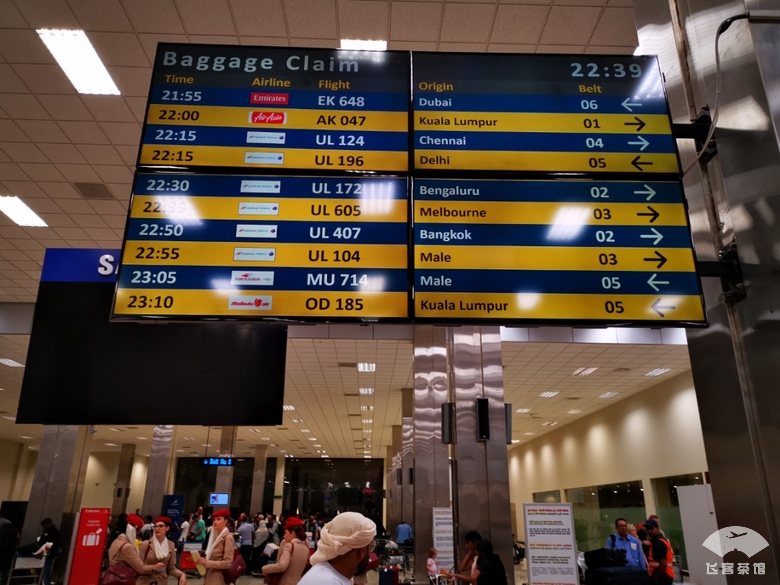 Baggage Claim 22:39
Time Airline Flight Origin Belt
21:55 Emirates EK 648 Dubai 06 ←
22:00 AirAsia AK 047 Kuala Lumpur 01 →
22:15 UL 124 Chennai 04 →
22:15 UL 196 Delhi 05 ←
22:30 UL 172 Bengaluru 02 →
UL 605 Melbourne 03 →
22:50 UL 407 Bangkok 02 →
22:55 UL 104 Male 03 →
23:05 MU 714 Male 05 ←
23:10 OD 185 Kuala Lumpur 05 ←
S
飞客茶馆